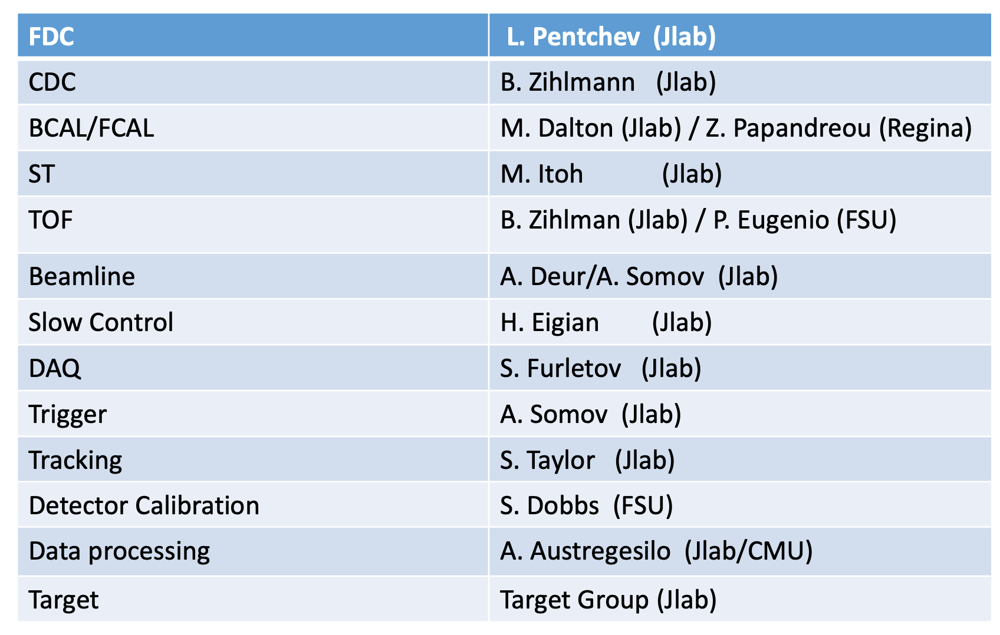 FDC L. Pentchev (Jlab)
CDC B. Zihlmann (Jlab)
BCAL/FCAL M. Dalton (Jlab) / Z. Papandreou (Regina)
ST M. Itoh (Jlab)
TOF B. Zihlman (Jlab) / P. Eugenio (FSU)
Beamline A. Deur/A. Somov (Jlab)
Slow Control H. Eigian (Jlab)
DAQ S. Furletov (Jlab)
Trigger A. Somov (Jlab)
Tracking S. Taylor (Jlab)
Detector Calibration S. Dobbs (FSU)
Data processing A. Austregesilo (Jlab/CMU)
Target Target Group (Jlab)